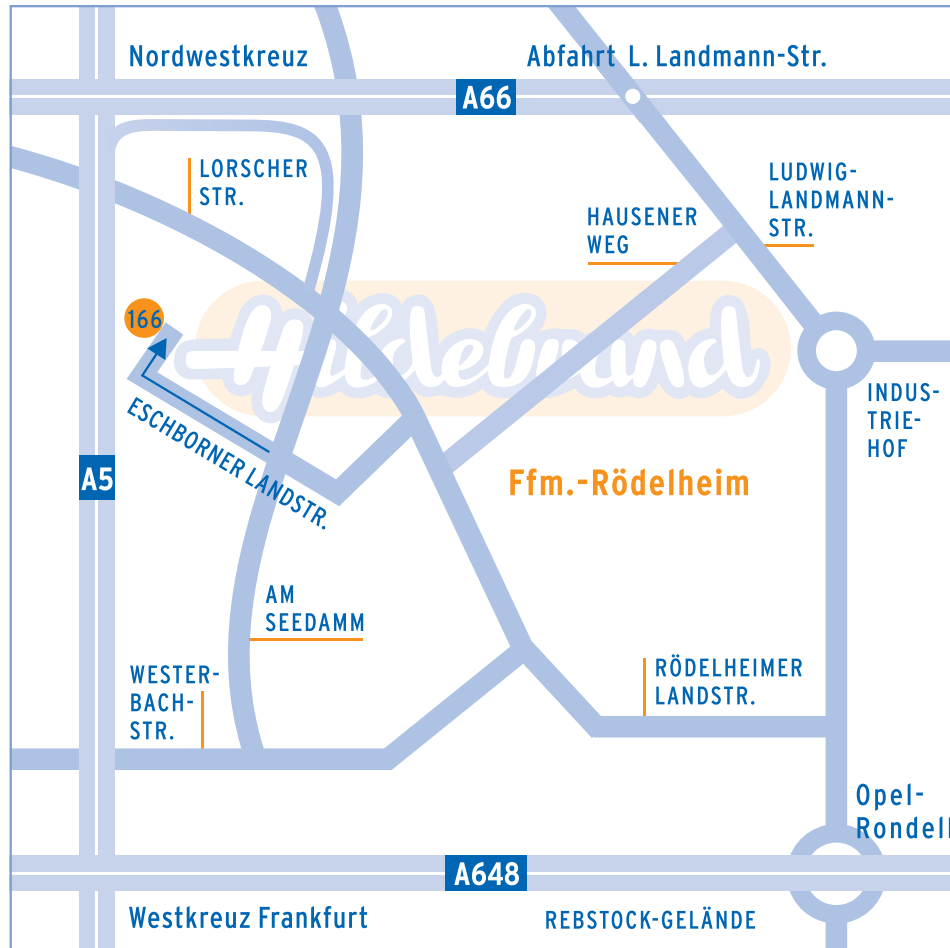 Nordwestkreuz
Abfahrt L. Landmann-Str.
A66
LORSCHER
STR.
LUDWIG-
LANDMANN-
STR.
HAUSENER
WEG
166
Hildebrand
INDUS-
TRIE-
HOF
ESCHBORNER LANDSTR.
A5
Ffm.-Rödelheim
AM
SEEDAMM
WESTER-
BACH-
STR.
RÖDELHEIMER
LANDSTR.
Opel-
Rondell
A648
Westkreuz Frankfurt
REBSTOCK-GELÄNDE